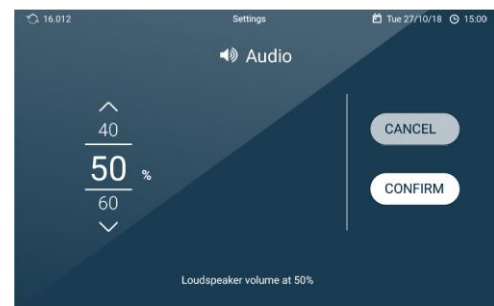 16.012 Settings Tue 27/10/18 15:00
Audio
40
50 %
60
CANCEL
CONFIRM
Loudspeaker volume at 50%